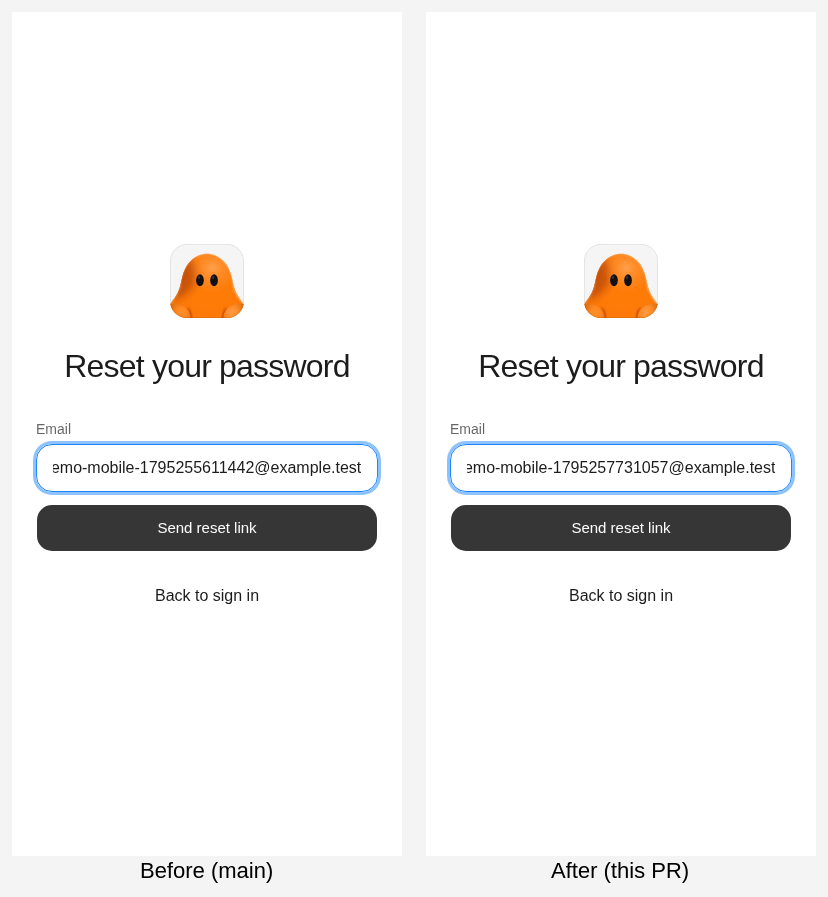 Reset your password
Email
emo-mobile-1795255611442@example.test
Send reset link
Back to sign in
Before (main)
Reset your password
Email
emo-mobile-1795257731057@example.test
Send reset link
Back to sign in
After (this PR)